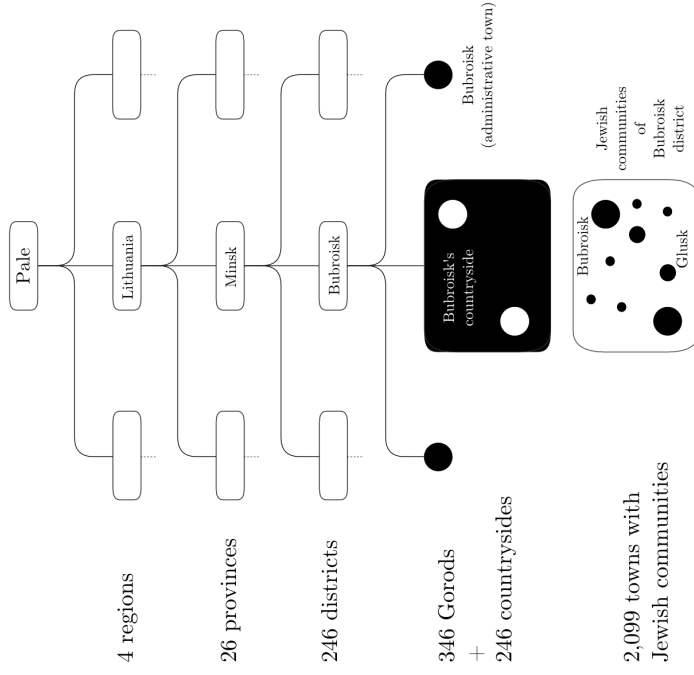 Pale
4 regions
Lithuania
26 provinces
Minsk
246 districts
Bubroisk
346 Gorods
+
246 countrysides
Bubroisk's
countryside
Bubroisk
(administrative town)
2,099 towns with
Jewish communities
Bubroisk
Glusk
Jewish
communities
of
Bubroisk
district